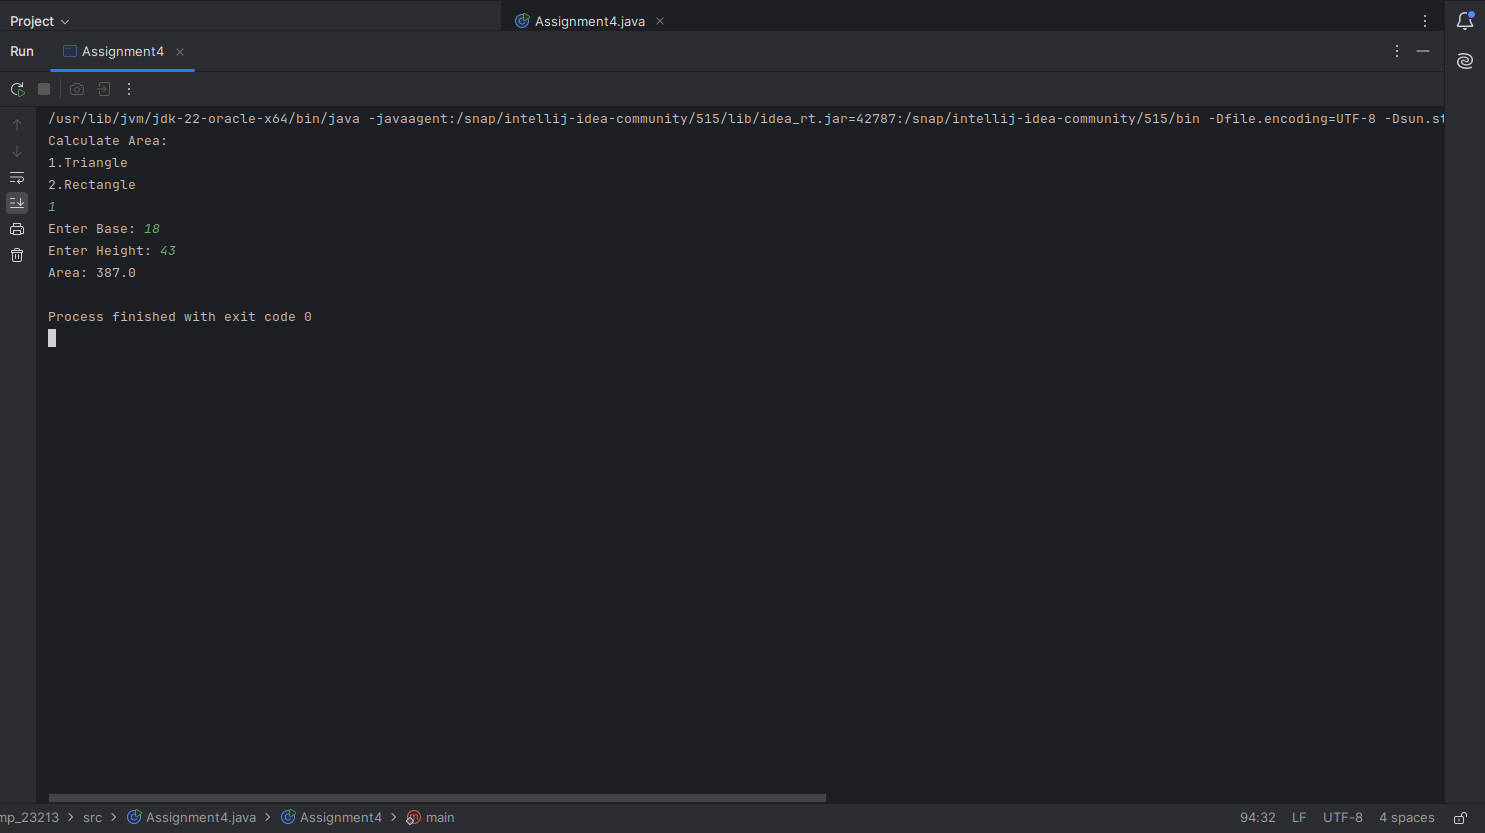 Project
Assignment4.java
Run
Assignment4
/usr/lib/jvm/jdk-22-oracle-x64/bin/java -javaagent:/snap/intellij-idea-community/515/lib/idea_rt.jar=42787:/snap/intellij-idea-community/515/bin -Dfile.encoding=UTF-8 -Dsun.st
Calculate Area:
1.Triangle
2.Rectangle
1
Enter Base: 18
Enter Height: 43
Area: 387.0
Process finished with exit code 0
mp_23213 > src > Assignment4.java > Assignment4 > main
94:32 LF UTF-8 4 spaces